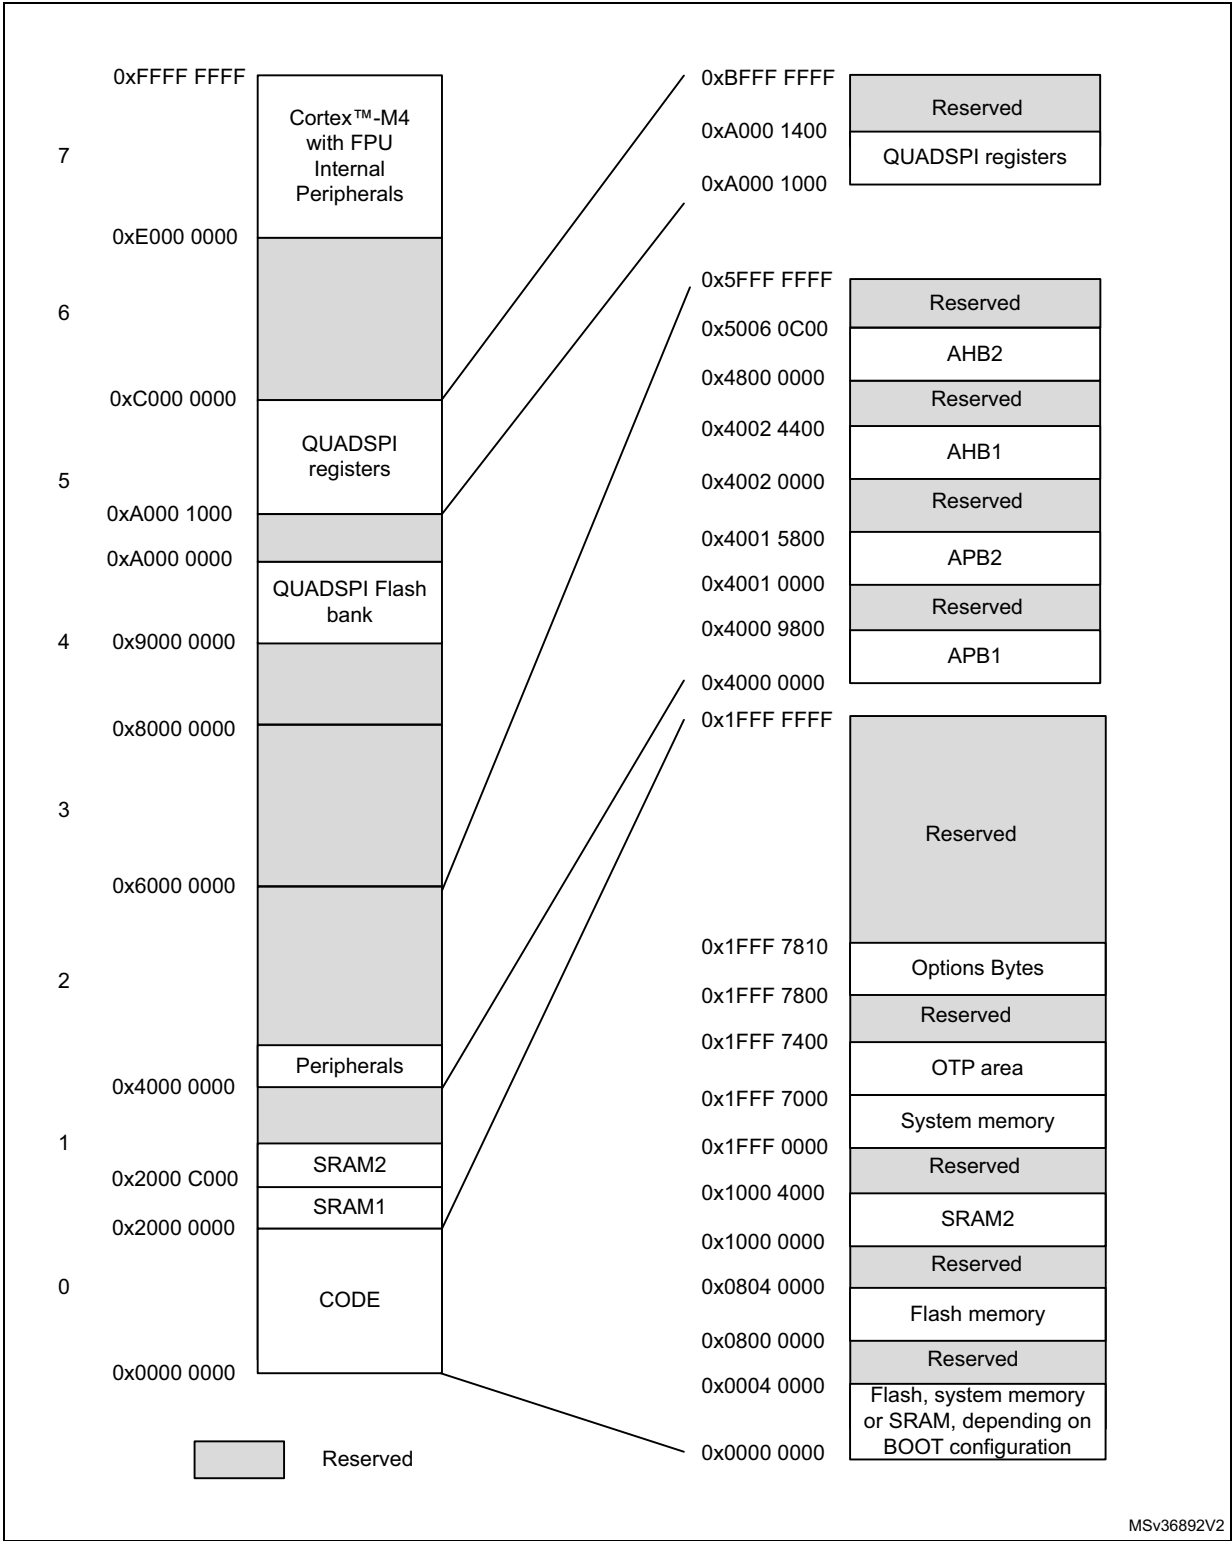 0xFFFF FFFF
Cortex™-M4
with FPU
Internal
Peripherals
7
0xE000 0000
6
0xC000 0000
QUADSPI
registers
5
0xA000 1000
0xA000 0000
QUADSPI Flash
bank
4
0x9000 0000
0x8000 0000
3
0x6000 0000
2
Peripherals
0x4000 0000
1
SRAM2
0x2000 C000
SRAM1
0x2000 0000
0
CODE
0x0000 0000
Reserved
0xBFFF FFFF
Reserved
0xA000 1400
QUADSPI registers
0xA000 1000
0x5FFF FFFF
Reserved
0x5006 0C00
AHB2
0x4800 0000
Reserved
0x4002 4400
AHB1
0x4002 0000
Reserved
0x4001 5800
APB2
0x4001 0000
Reserved
0x4000 9800
APB1
0x4000 0000
0x1FFF FFFF
Reserved
0x1FFF 7810
Options Bytes
0x1FFF 7800
Reserved
0x1FFF 7400
OTP area
0x1FFF 7000
System memory
0x1FFF 0000
Reserved
0x1000 4000
SRAM2
0x1000 0000
Reserved
0x0804 0000
Flash memory
0x0800 0000
Reserved
0x0004 0000
Flash, system memory
or SRAM, depending on
BOOT configuration
0x0000 0000
MSv36892V2